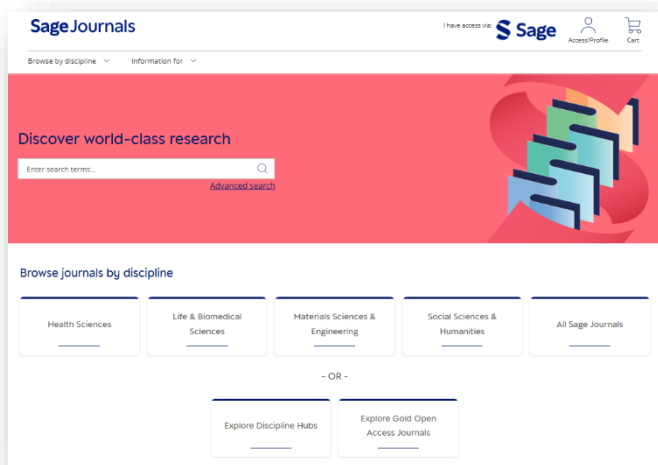 Sage Journals
I have access via: Sage
Access/Profile
Cart
Browse by discipline
Information for
Discover world-class research
Enter search terms...
Advanced search
Browse journals by discipline
Health Sciences
Life & Biomedical
Sciences
Materials Sciences &
Engineering
Social Sciences &
Humanities
All Sage Journals
- OR -
Explore Discipline Hubs
Explore Gold Open
Access Journals